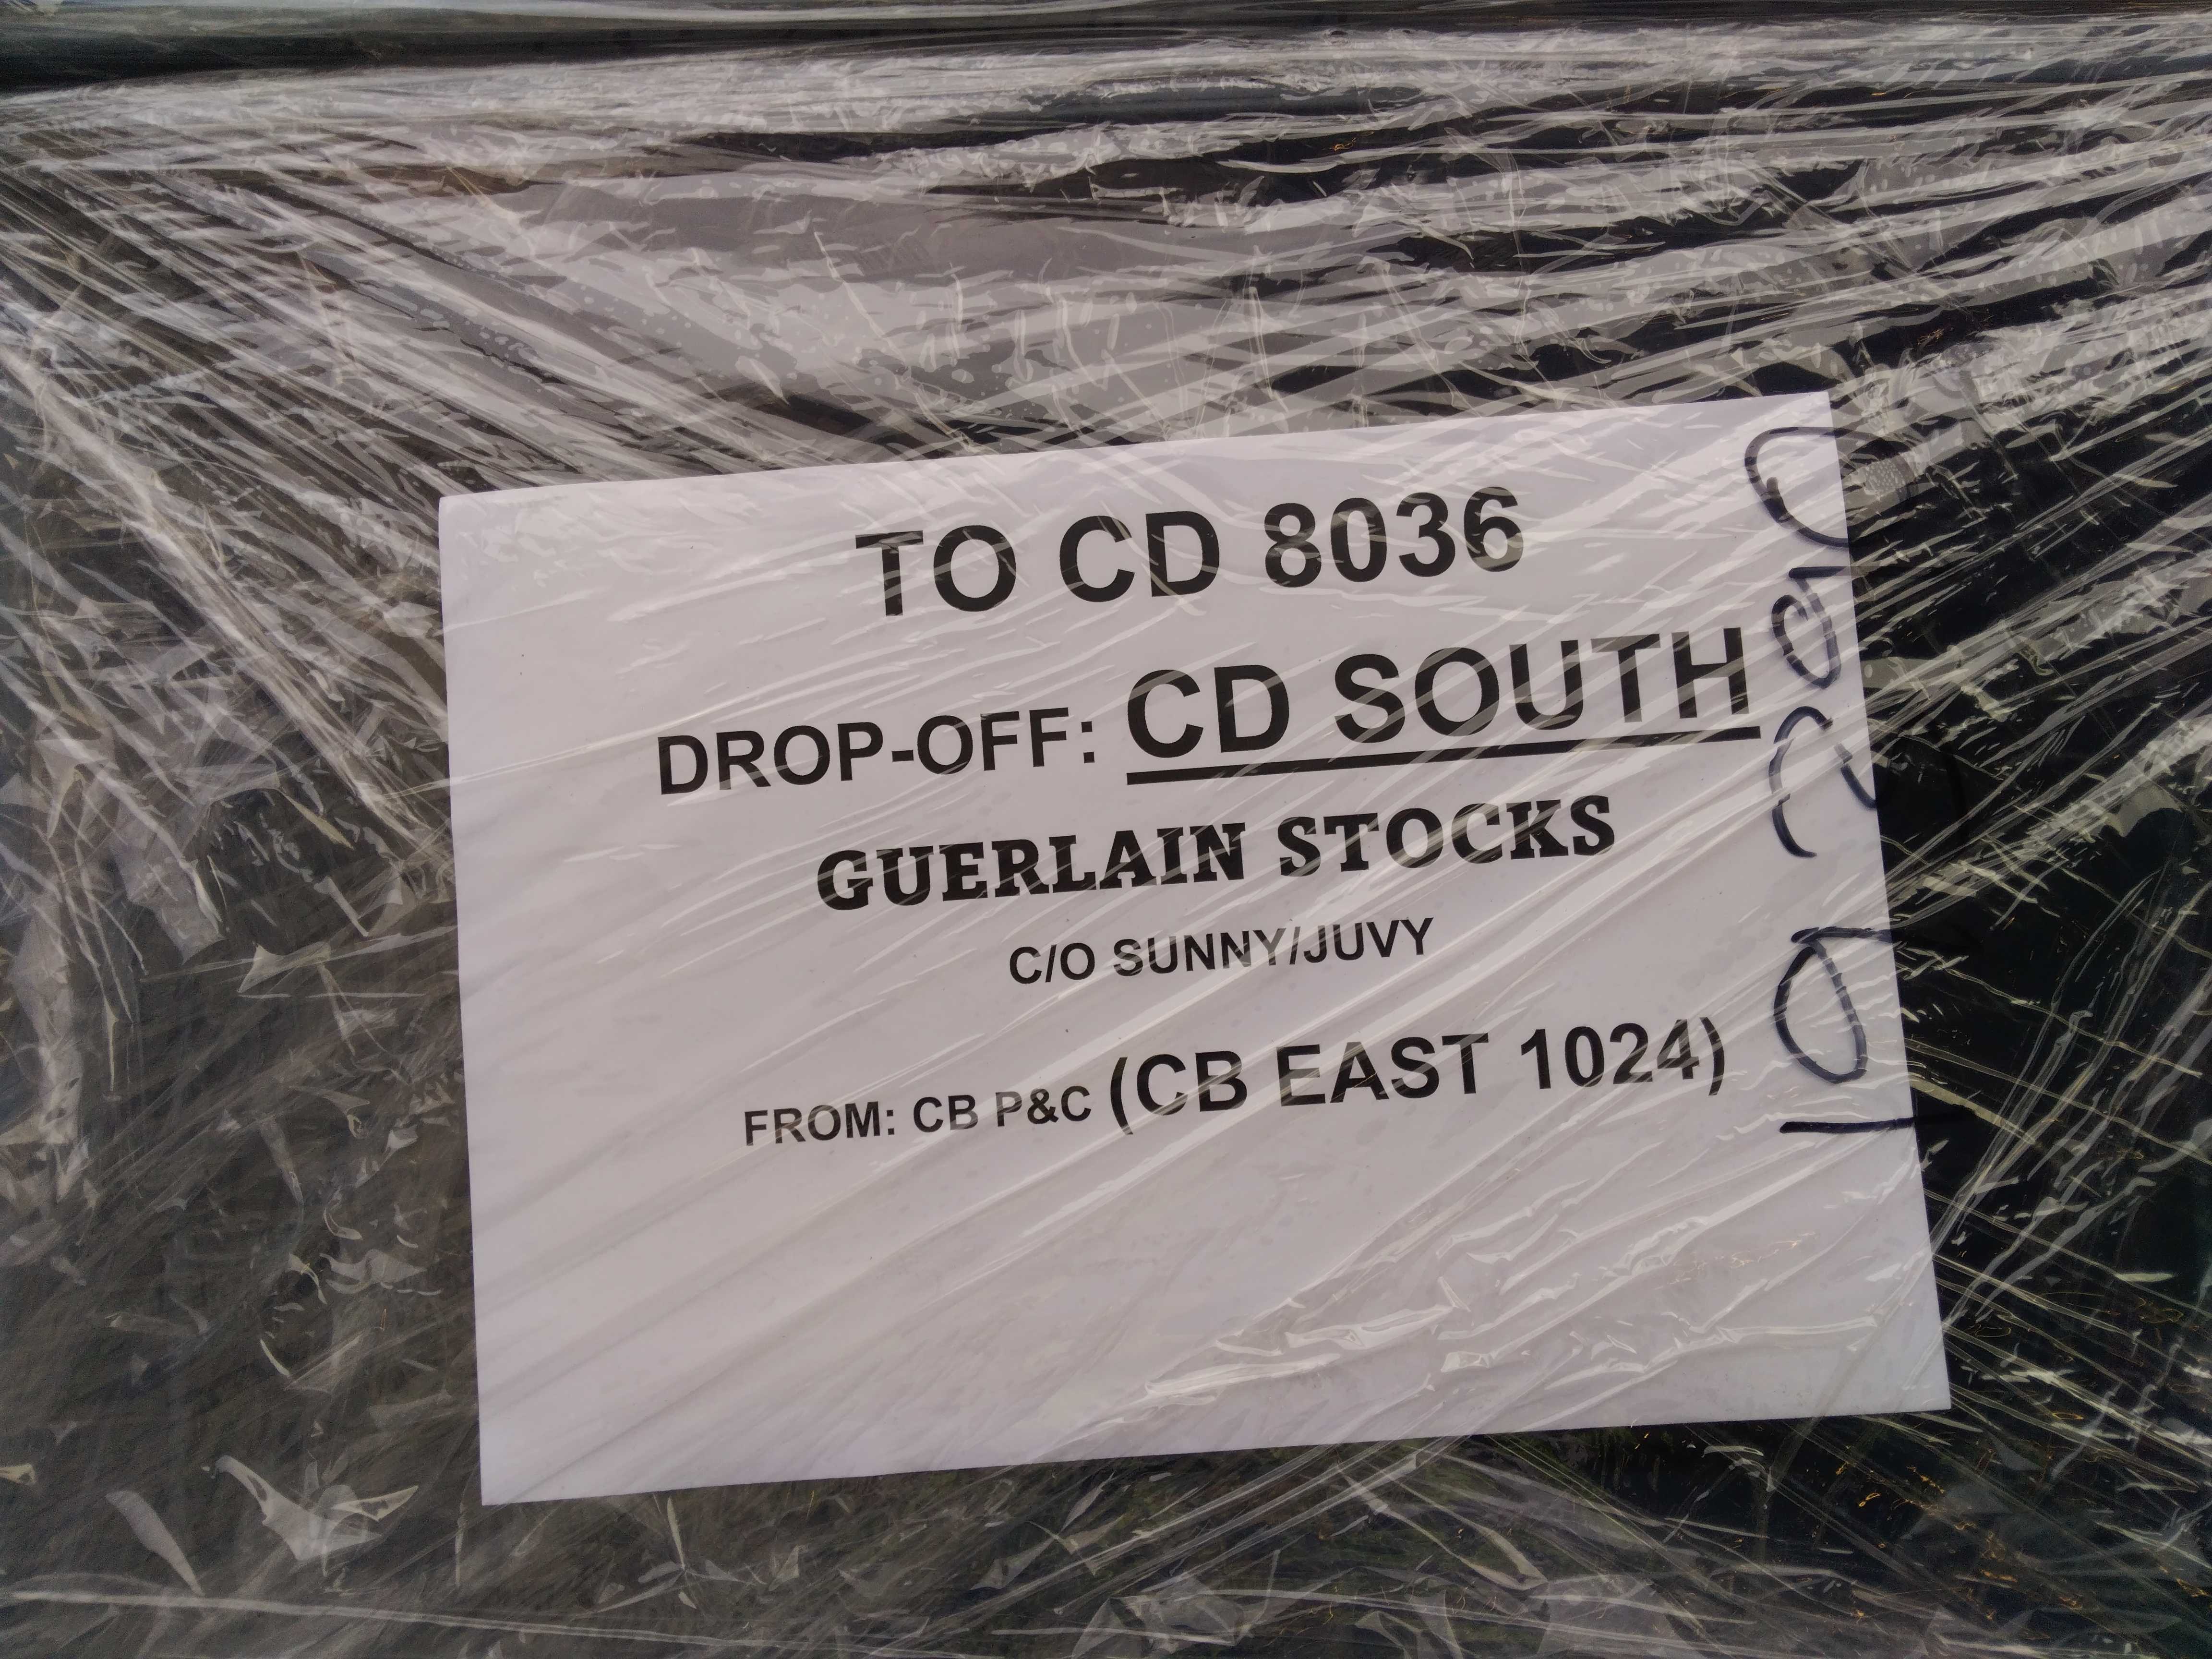 TO CD 8036
DROP-OFF: CD SOUTH
GUERLAIN STOCKS
C/O SUNNY/JUVY
FROM: CB P&C (CB EAST 1024)